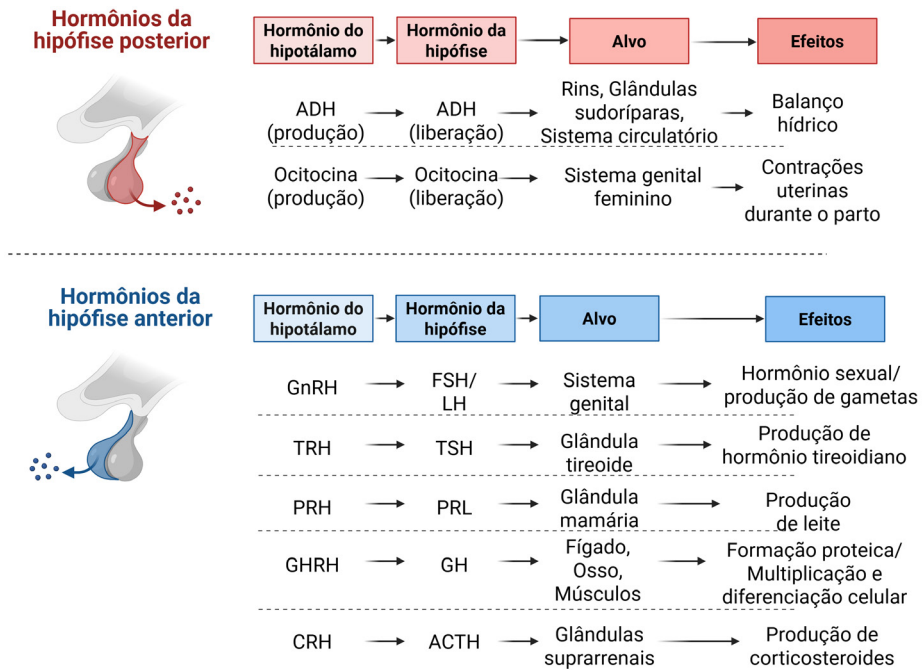 Hormônios da
hipófise posterior
Hormônio do
hipotálamo
Hormônio da
hipófise
Alvo
Efeitos
ADH
(produção)
ADH
(liberação)
Rins, Glândulas
sudoríparas,
Sistema circulatório
Balanço
hídrico
Ocitocina
(produção)
Ocitocina
(liberação)
Sistema genital
feminino
Contrações
uterinas
durante o parto
Hormônios da
hipófise anterior
Hormônio do
hipotálamo
Hormônio da
hipófise
Alvo
Efeitos
GnRH
FSH/
LH
Sistema
genital
Hormônio sexual/
produção de gametas
TRH
TSH
Glândula
tireoide
Produção de
hormônio tireoidiano
PRH
PRL
Glândula
mamária
Produção
de leite
GHRH
GH
Fígado,
Osso,
Músculos
Formação proteica/
Multiplicação e
diferenciação celular
CRH
ACTH
Glândulas
suprarrenais
Produção de
corticosteroides